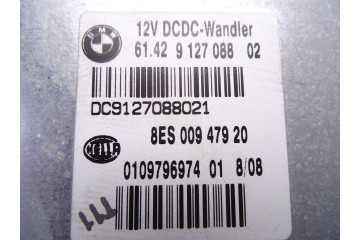 BMW
12V DCDC-Wandler
61.42 9 127 088 02
DC9127088021
8ES 009 479 20
HELLA
0109796974 01 8/08